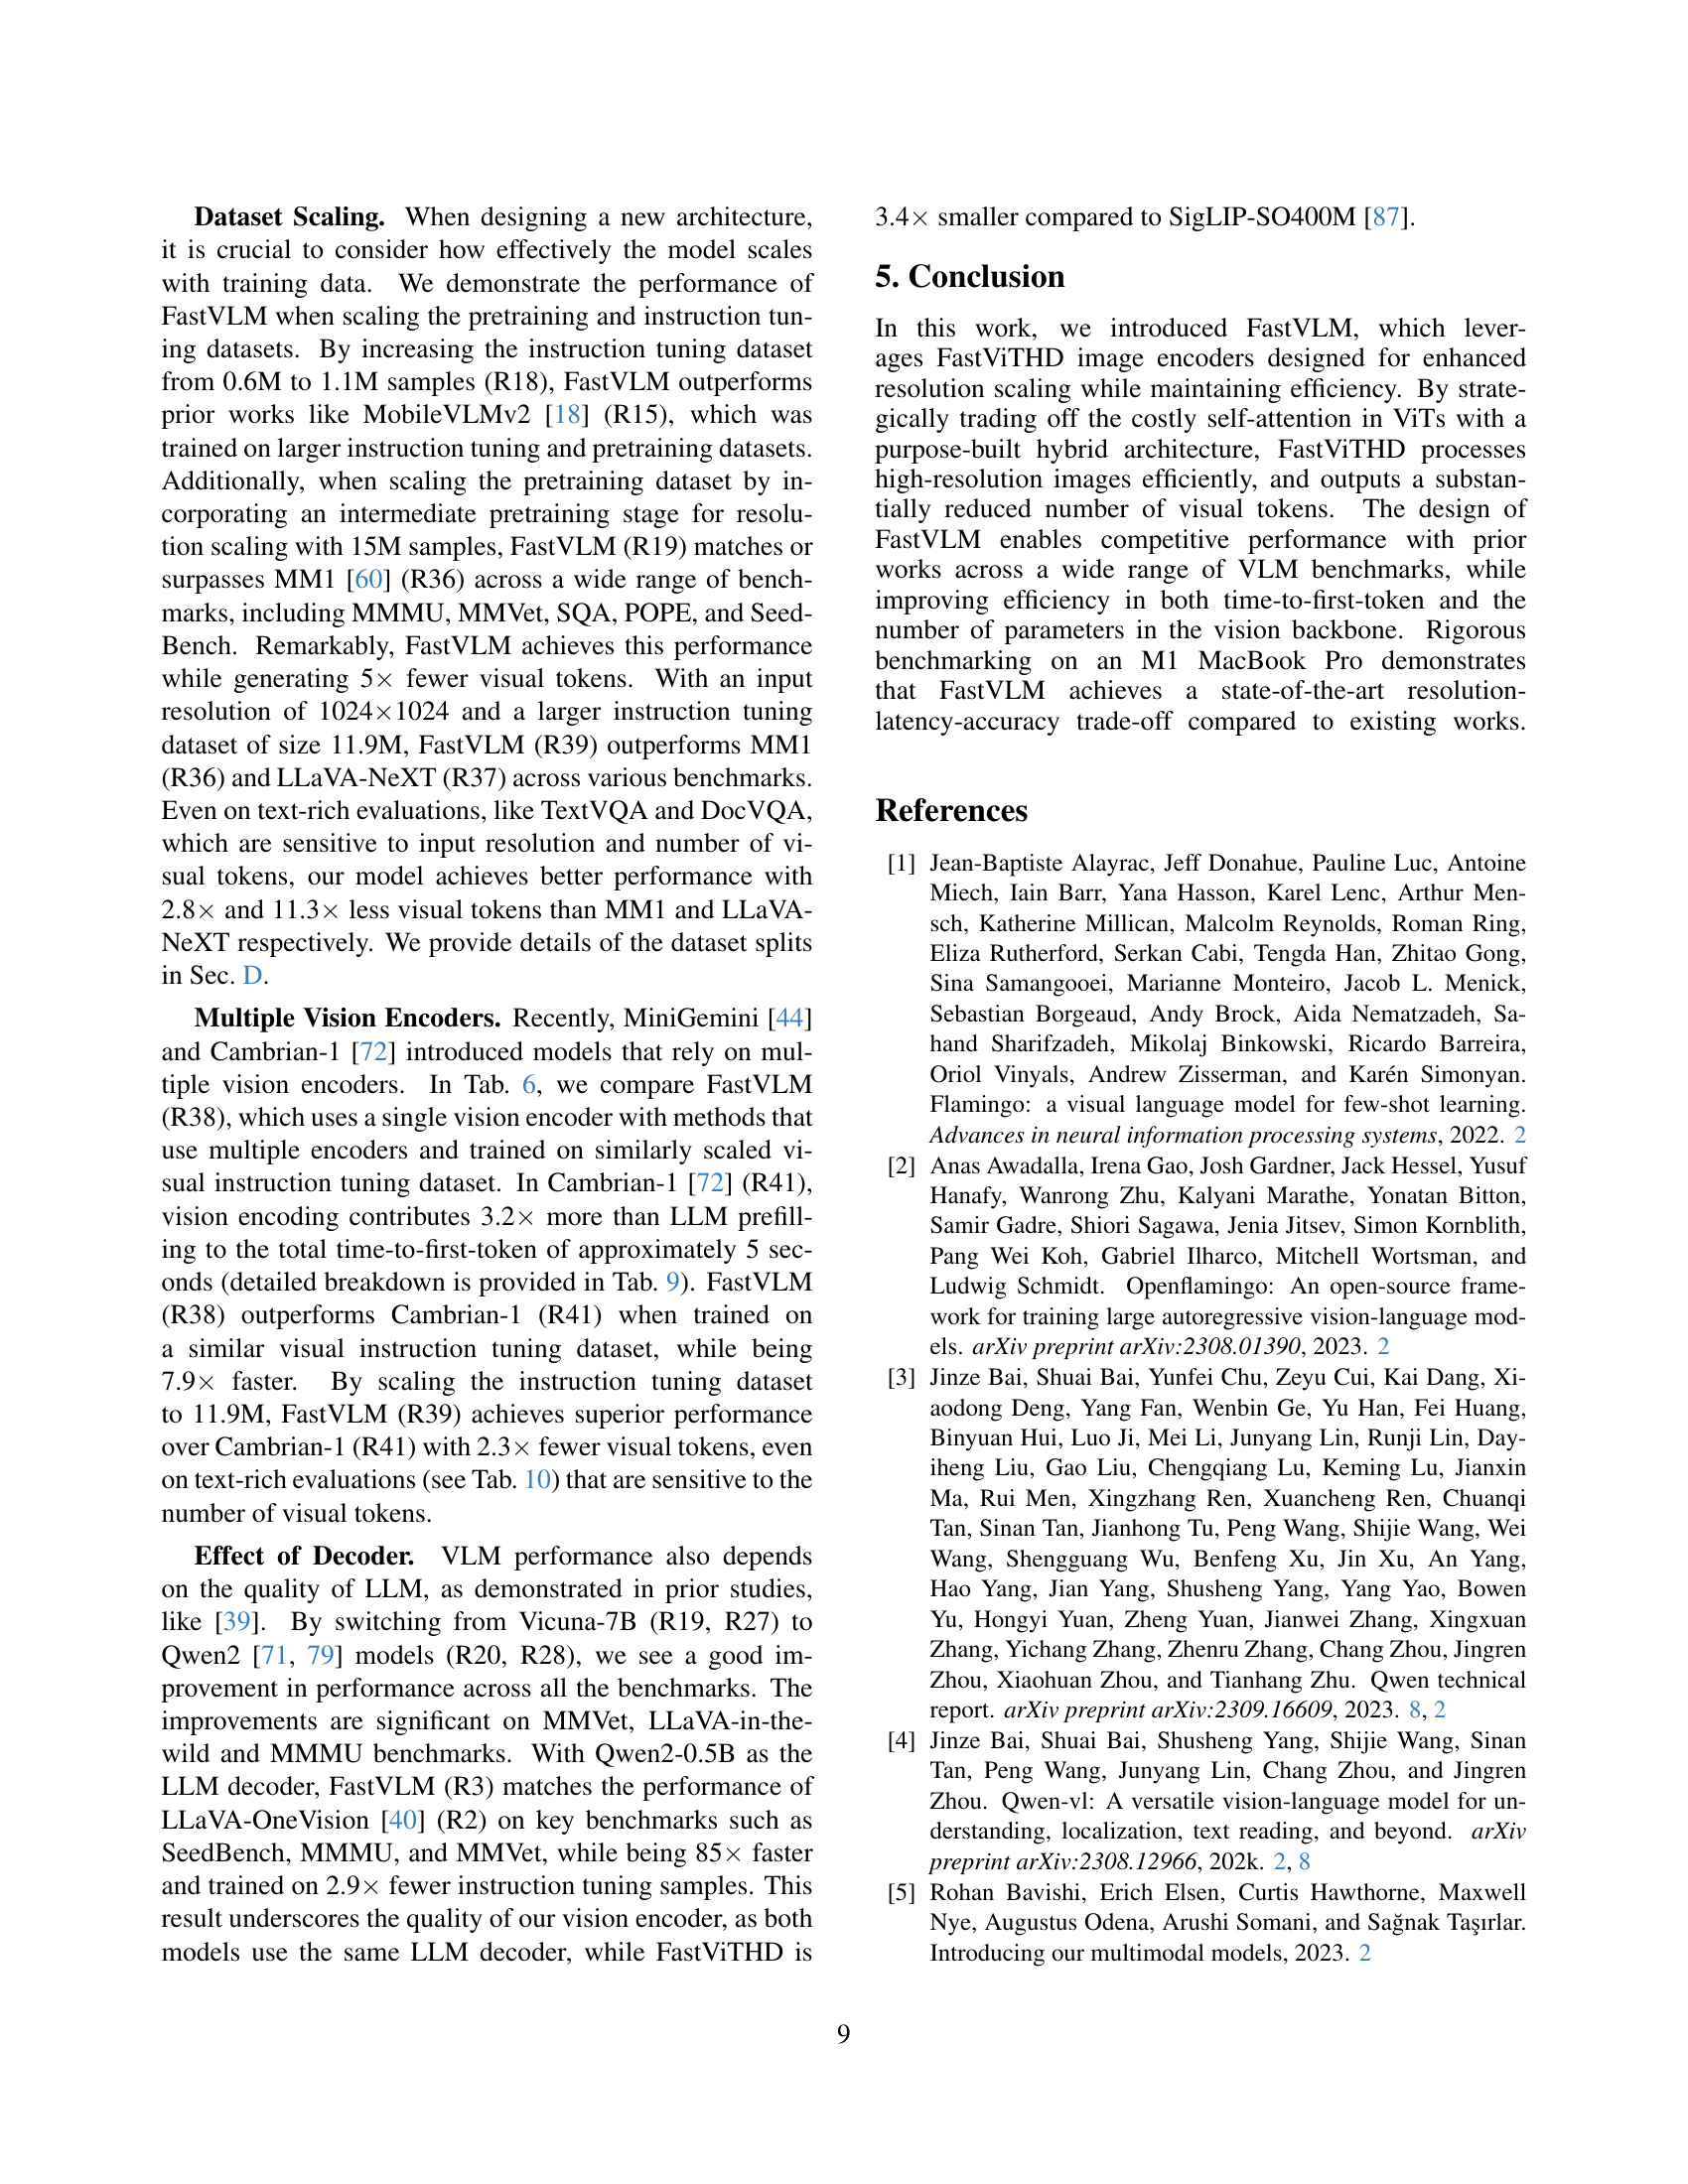 Dataset Scaling. When designing a new architecture,
it is crucial to consider how effectively the model scales
with training data. We demonstrate the performance of
FastVLM when scaling the pretraining and instruction tun-
ing datasets. By increasing the instruction tuning dataset
from 0.6M to 1.1M samples (R18), FastVLM outperforms
prior works like MobileVLMv2 [18] (R15), which was
trained on larger instruction tuning and pretraining datasets.
Additionally, when scaling the pretraining dataset by in-
corporating an intermediate pretraining stage for resolu-
tion scaling with 15M samples, FastVLM (R19) matches or
surpasses MM1 [60] (R36) across a wide range of bench-
marks, including MMMU, MMVet, SQA, POPE, and Seed-
Bench. Remarkably, FastVLM achieves this performance
while generating 5× fewer visual tokens. With an input
resolution of 1024×1024 and a larger instruction tuning
dataset of size 11.9M, FastVLM (R39) outperforms MM1
(R36) and LLaVA-NeXT (R37) across various benchmarks.
Even on text-rich evaluations, like TextVQA and DocVQA,
which are sensitive to input resolution and number of vi-
sual tokens, our model achieves better performance with
2.8× and 11.3× less visual tokens than MM1 and LLaVA-
NeXT respectively. We provide details of the dataset splits
in Sec. D.
Multiple Vision Encoders. Recently, MiniGemini [44]
and Cambrian-1 [72] introduced models that rely on mul-
tiple vision encoders. In Tab. 6, we compare FastVLM
(R38), which uses a single vision encoder with methods that
use multiple encoders and trained on similarly scaled vi-
sual instruction tuning dataset. In Cambrian-1 [72] (R41),
vision encoding contributes 3.2× more than LLM prefill-
ing to the total time-to-first-token of approximately 5 sec-
onds (detailed breakdown is provided in Tab. 9). FastVLM
(R38) outperforms Cambrian-1 (R41) when trained on
a similar visual instruction tuning dataset, while being
7.9× faster. By scaling the instruction tuning dataset
to 11.9M, FastVLM (R39) achieves superior performance
over Cambrian-1 (R41) with 2.3× fewer visual tokens, even
on text-rich evaluations (see Tab. 10) that are sensitive to the
number of visual tokens.
Effect of Decoder. VLM performance also depends
on the quality of LLM, as demonstrated in prior studies,
like [39]. By switching from Vicuna-7B (R19, R27) to
Qwen2 [71, 79] models (R20, R28), we see a good im-
provement in performance across all the benchmarks. The
improvements are significant on MMVet, LLaVA-in-the-
wild and MMMU benchmarks. With Qwen2-0.5B as the
LLM decoder, FastVLM (R3) matches the performance of
LLaVA-OneVision [40] (R2) on key benchmarks such as
SeedBench, MMMU, and MMVet, while being 85× faster
and trained on 2.9× fewer instruction tuning samples. This
result underscores the quality of our vision encoder, as both
models use the same LLM decoder, while FastViTHD is
3.4× smaller compared to SigLIP-SO400M [87].
5. Conclusion
In this work, we introduced FastVLM, which lever-
ages FastViTHD image encoders designed for enhanced
resolution scaling while maintaining efficiency. By strate-
gically trading off the costly self-attention in ViTs with a
purpose-built hybrid architecture, FastViTHD processes
high-resolution images efficiently, and outputs a substan-
tially reduced number of visual tokens. The design of
FastVLM enables competitive performance with prior
works across a wide range of VLM benchmarks, while
improving efficiency in both time-to-first-token and the
number of parameters in the vision backbone. Rigorous
benchmarking on an M1 MacBook Pro demonstrates
that FastVLM achieves a state-of-the-art resolution-
latency-accuracy trade-off compared to existing works.
References
[1] Jean-Baptiste Alayrac, Jeff Donahue, Pauline Luc, Antoine
Miech, Iain Barr, Yana Hasson, Karel Lenc, Arthur Men-
sch, Katherine Millican, Malcolm Reynolds, Roman Ring,
Eliza Rutherford, Serkan Cabi, Tengda Han, Zhitao Gong,
Sina Samangooei, Marianne Monteiro, Jacob L. Menick,
Sebastian Borgeaud, Andy Brock, Aida Nematzadeh, Sa-
hand Sharifzadeh, Mikolaj Binkowski, Ricardo Barreira,
Oriol Vinyals, Andrew Zisserman, and Karén Simonyan.
Flamingo: a visual language model for few-shot learning.
Advances in neural information processing systems, 2022. 2
[2] Anas Awadalla, Irena Gao, Josh Gardner, Jack Hessel, Yusuf
Hanafy, Wanrong Zhu, Kalyani Marathe, Yonatan Bitton,
Samir Gadre, Shiori Sagawa, Jenia Jitsev, Simon Kornblith,
Pang Wei Koh, Gabriel Ilharco, Mitchell Wortsman, and
Ludwig Schmidt. Openflamingo: An open-source frame-
work for training large autoregressive vision-language mod-
els. arXiv preprint arXiv:2308.01390, 2023. 2
[3] Jinze Bai, Shuai Bai, Yunfei Chu, Zeyu Cui, Kai Dang, Xi-
aodong Deng, Yang Fan, Wenbin Ge, Yu Han, Fei Huang,
Binyuan Hui, Luo Ji, Mei Li, Junyang Lin, Runji Lin, Day-
iheng Liu, Gao Liu, Chengqiang Lu, Keming Lu, Jianxin
Ma, Rui Men, Xingzhang Ren, Xuancheng Ren, Chuanqi
Tan, Sinan Tan, Jianhong Tu, Peng Wang, Shijie Wang, Wei
Wang, Shengguang Wu, Benfeng Xu, Jin Xu, An Yang,
Hao Yang, Jian Yang, Shusheng Yang, Yang Yao, Bowen
Yu, Hongyi Yuan, Zheng Yuan, Jianwei Zhang, Xingxuan
Zhang, Yichang Zhang, Zhenru Zhang, Chang Zhou, Jingren
Zhou, Xiaohuan Zhou, and Tianhang Zhu. Qwen technical
report. arXiv preprint arXiv:2309.16609, 2023. 8, 2
[4] Jinze Bai, Shuai Bai, Shusheng Yang, Shijie Wang, Sinan
Tan, Peng Wang, Junyang Lin, Chang Zhou, and Jingren
Zhou. Qwen-vl: A versatile vision-language model for un-
derstanding, localization, text reading, and beyond. arXiv
preprint arXiv:2308.12966, 202k. 2, 8
[5] Rohan Bavishi, Erich Elsen, Curtis Hawthorne, Maxwell
Nye, Augustus Odena, Arushi Somani, and Sağnak Taşırlar.
Introducing our multimodal models, 2023. 2
9